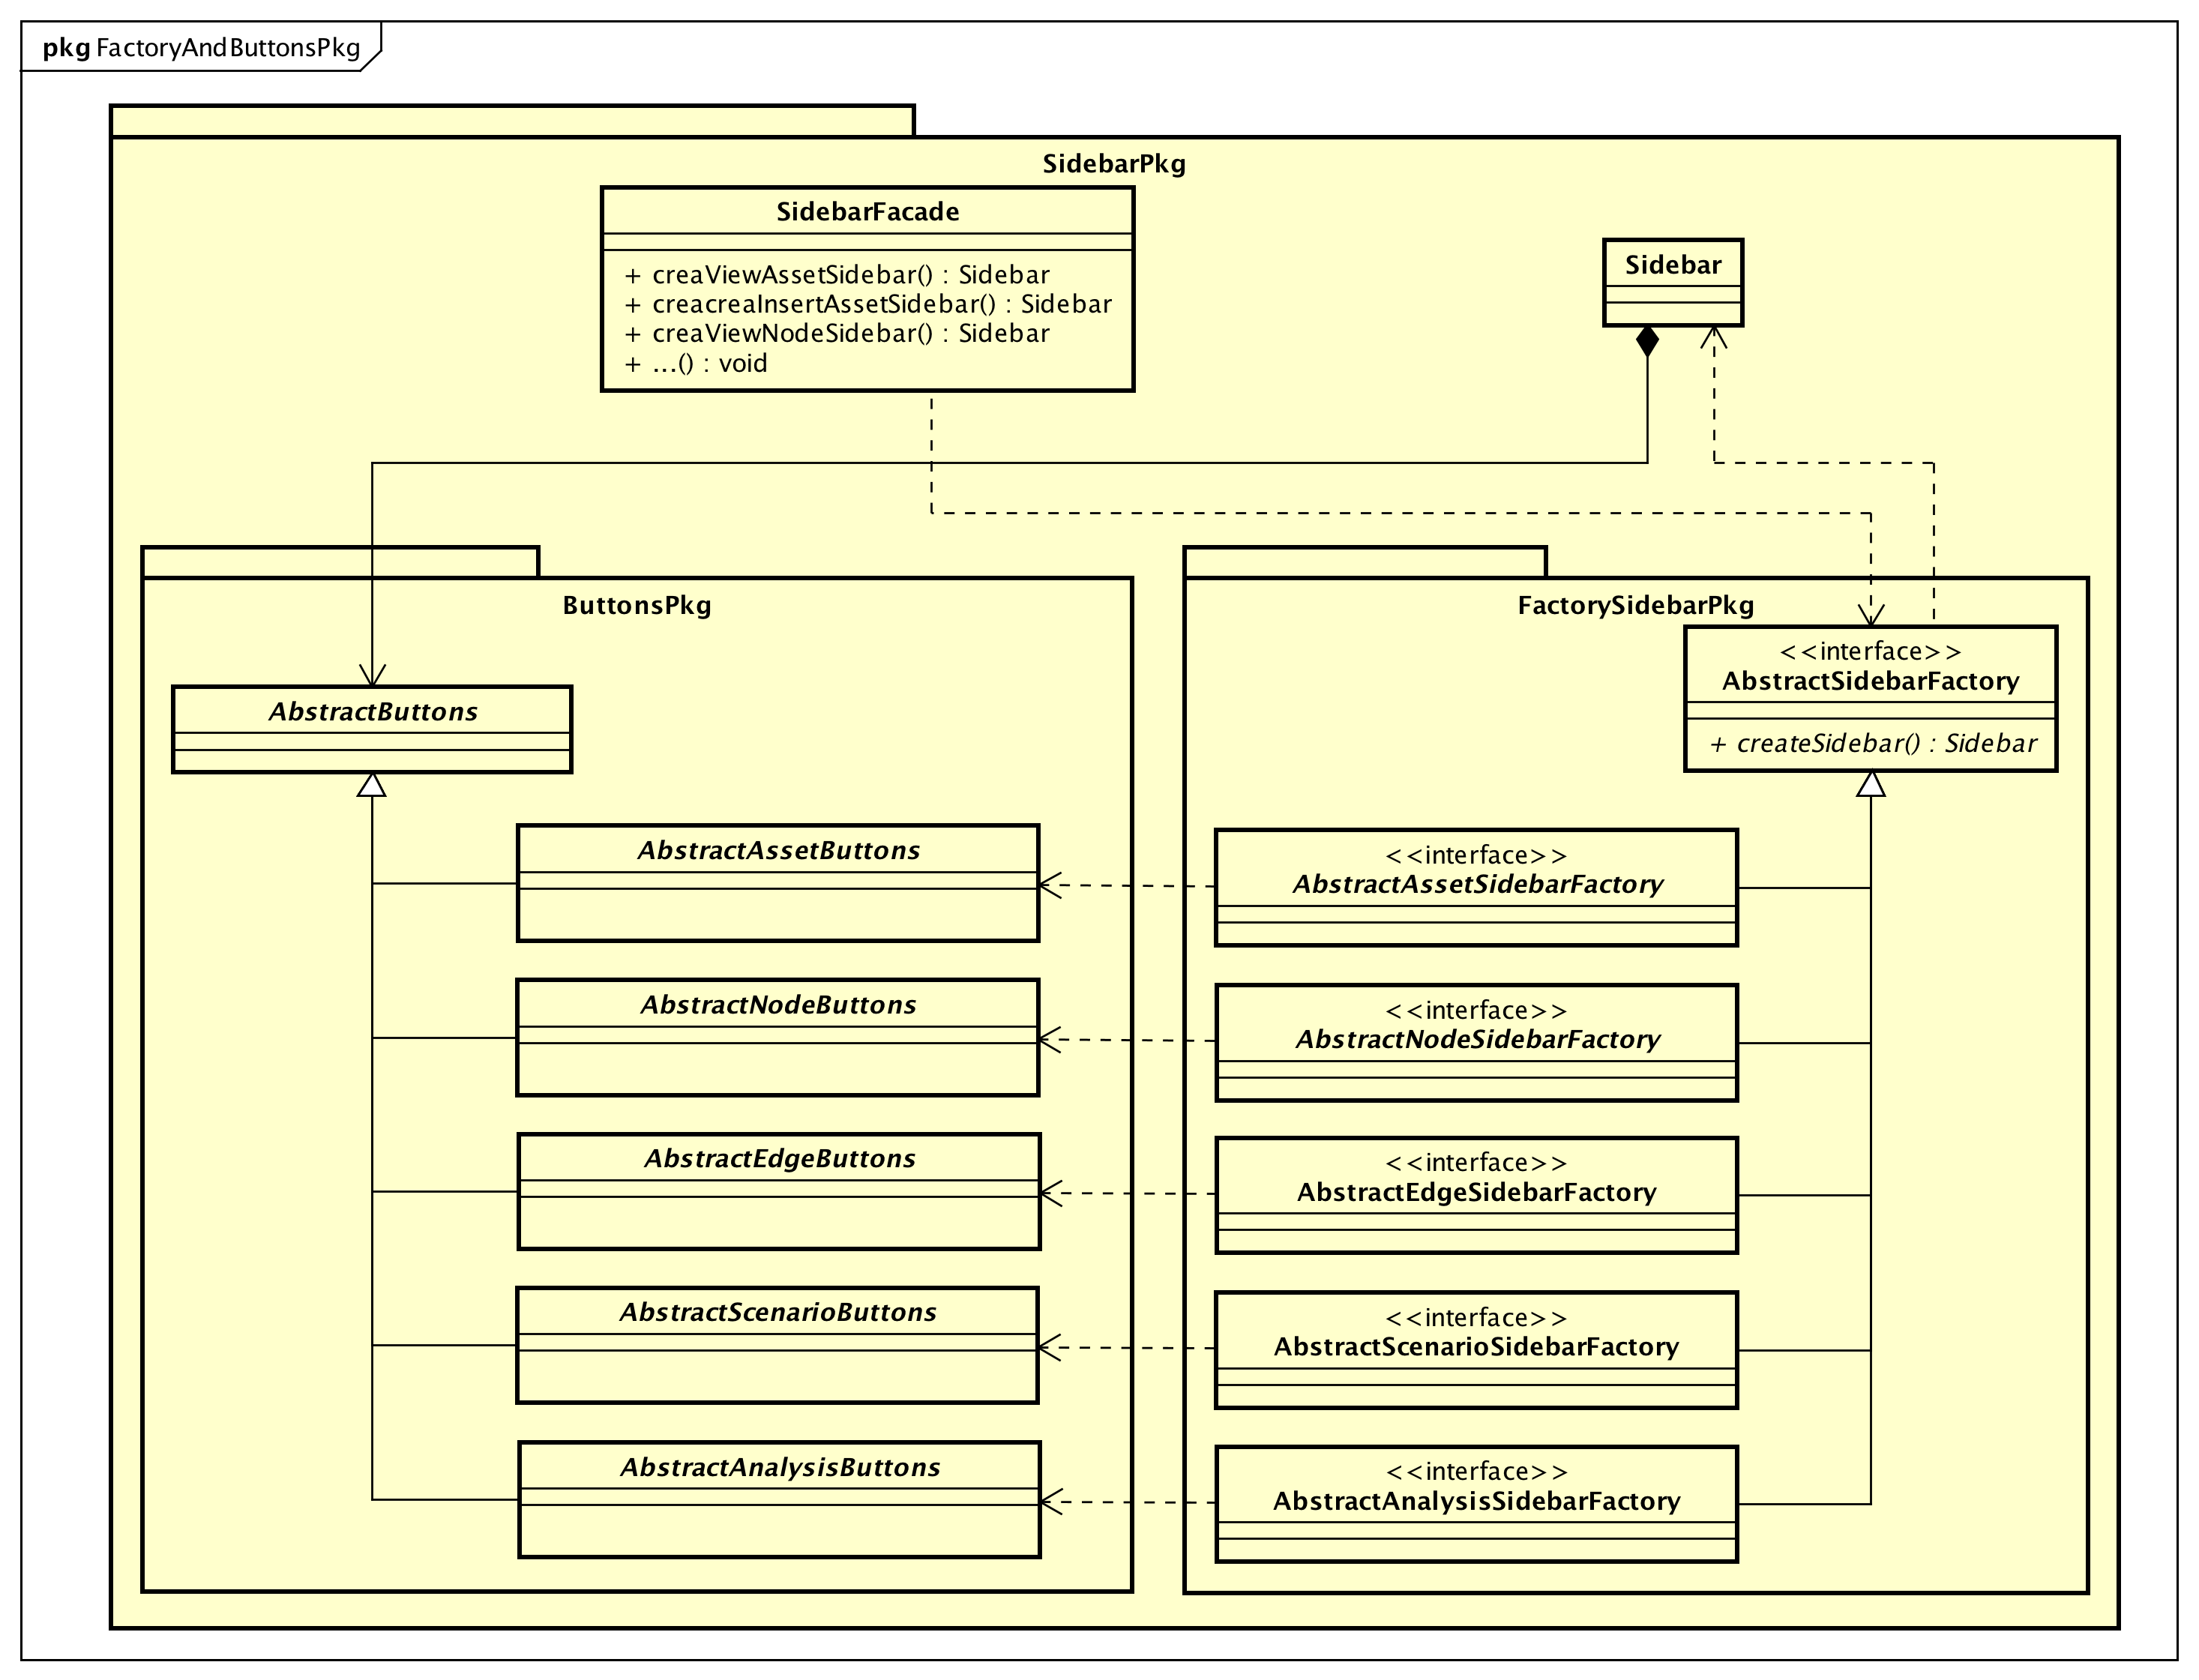 pkg FactoryAndButtonsPkg
SidebarPkg
SidebarFacade
+ creaViewAssetSidebar() : Sidebar
+ creacreaInsertAssetSidebar() : Sidebar
+ creaViewNodeSidebar() : Sidebar
+ ...() : void
Sidebar
ButtonsPkg
AbstractButtons
AbstractAssetButtons
AbstractNodeButtons
AbstractEdgeButtons
AbstractScenarioButtons
AbstractAnalysisButtons
FactorySidebarPkg
<<interface>>
AbstractSidebarFactory
+ createSidebar() : Sidebar
<<interface>>
AbstractAssetSidebarFactory
<<interface>>
AbstractNodeSidebarFactory
<<interface>>
AbstractEdgeSidebarFactory
<<interface>>
AbstractScenarioSidebarFactory
<<interface>>
AbstractAnalysisSidebarFactory